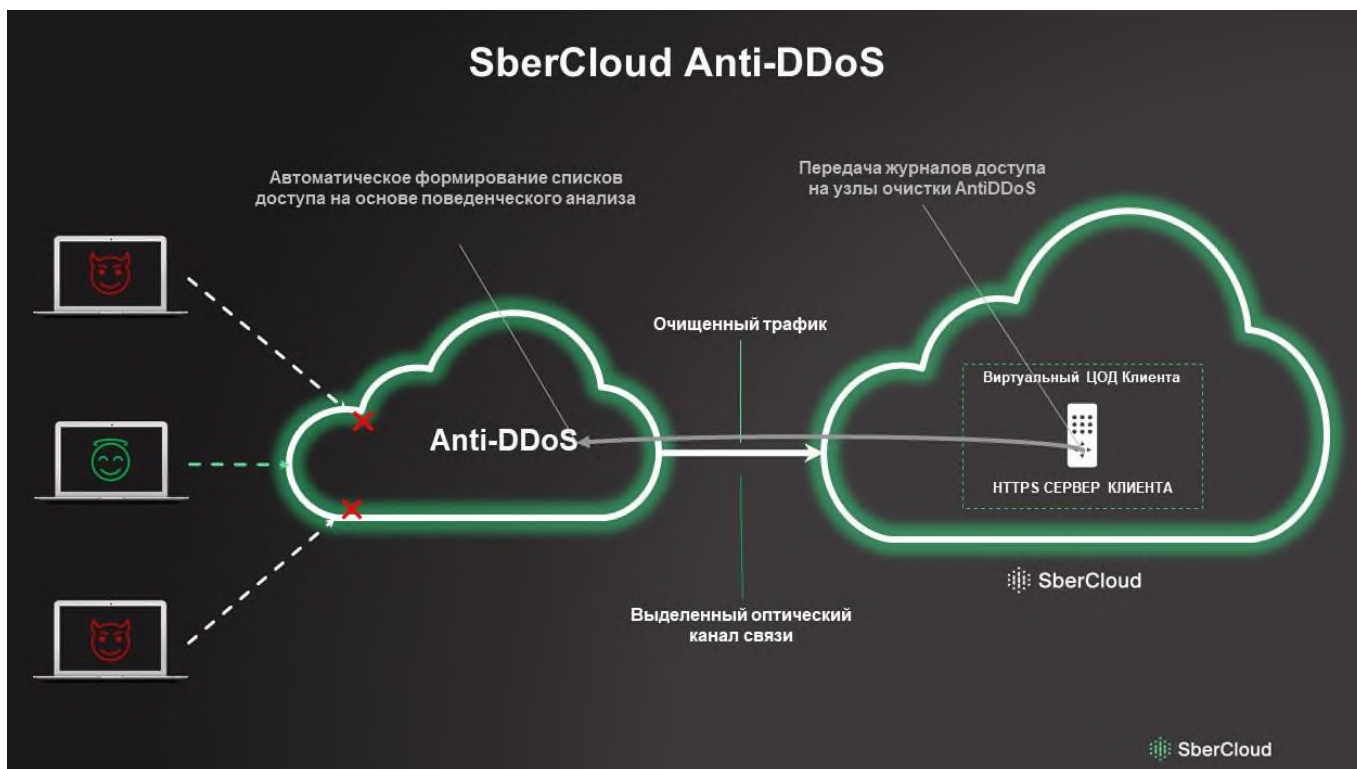 SberCloud Anti-DDoS
Автоматическое формирование списков
доступа на основе поведенческого анализа
Передача журналов доступа
на узлы очистки AntiDDoS
Очищенный трафик
Виртуальный ЦОД Клиента
Anti-DDoS
HTTPS СЕРВЕР КЛИЕНТА
SberCloud
Выделенный оптический
канал связи
SberCloud